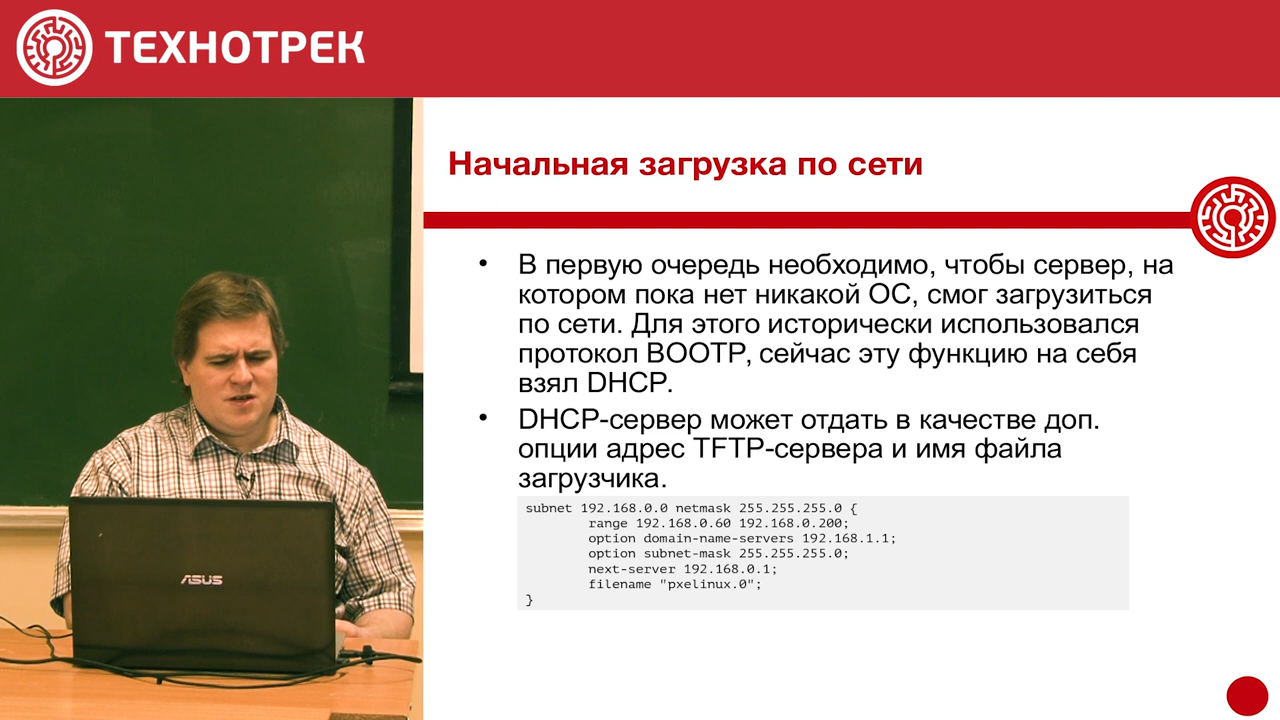 ТЕХНОТРЕК
Начальная загрузка по сети
• В первую очередь необходимо, чтобы сервер, на
котором пока нет никакой ОС, смог загрузиться
по сети. Для этого исторически использовался
протокол BOOTP, сейчас эту функцию на себя
взял DHCP.
• DHCP-сервер может отдать в качестве доп.
опции адрес TFTP-сервера и имя файла
загрузчика.
subnet 192.168.0.0 netmask 255.255.255.0 {
range 192.168.0.60 192.168.0.200;
option domain-name-servers 192.168.1.1;
option subnet-mask 255.255.255.0;
next-server 192.168.0.1;
filename "pxelinux.0";
}
ASUS